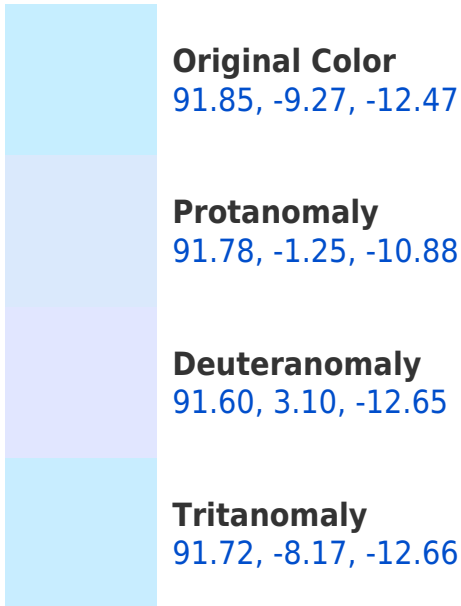 Original Color
91.85, -9.27, -12.47
Protanomaly
91.78, -1.25, -10.88
Deuteranomaly
91.60, 3.10, -12.65
Tritanomaly
91.72, -8.17, -12.66